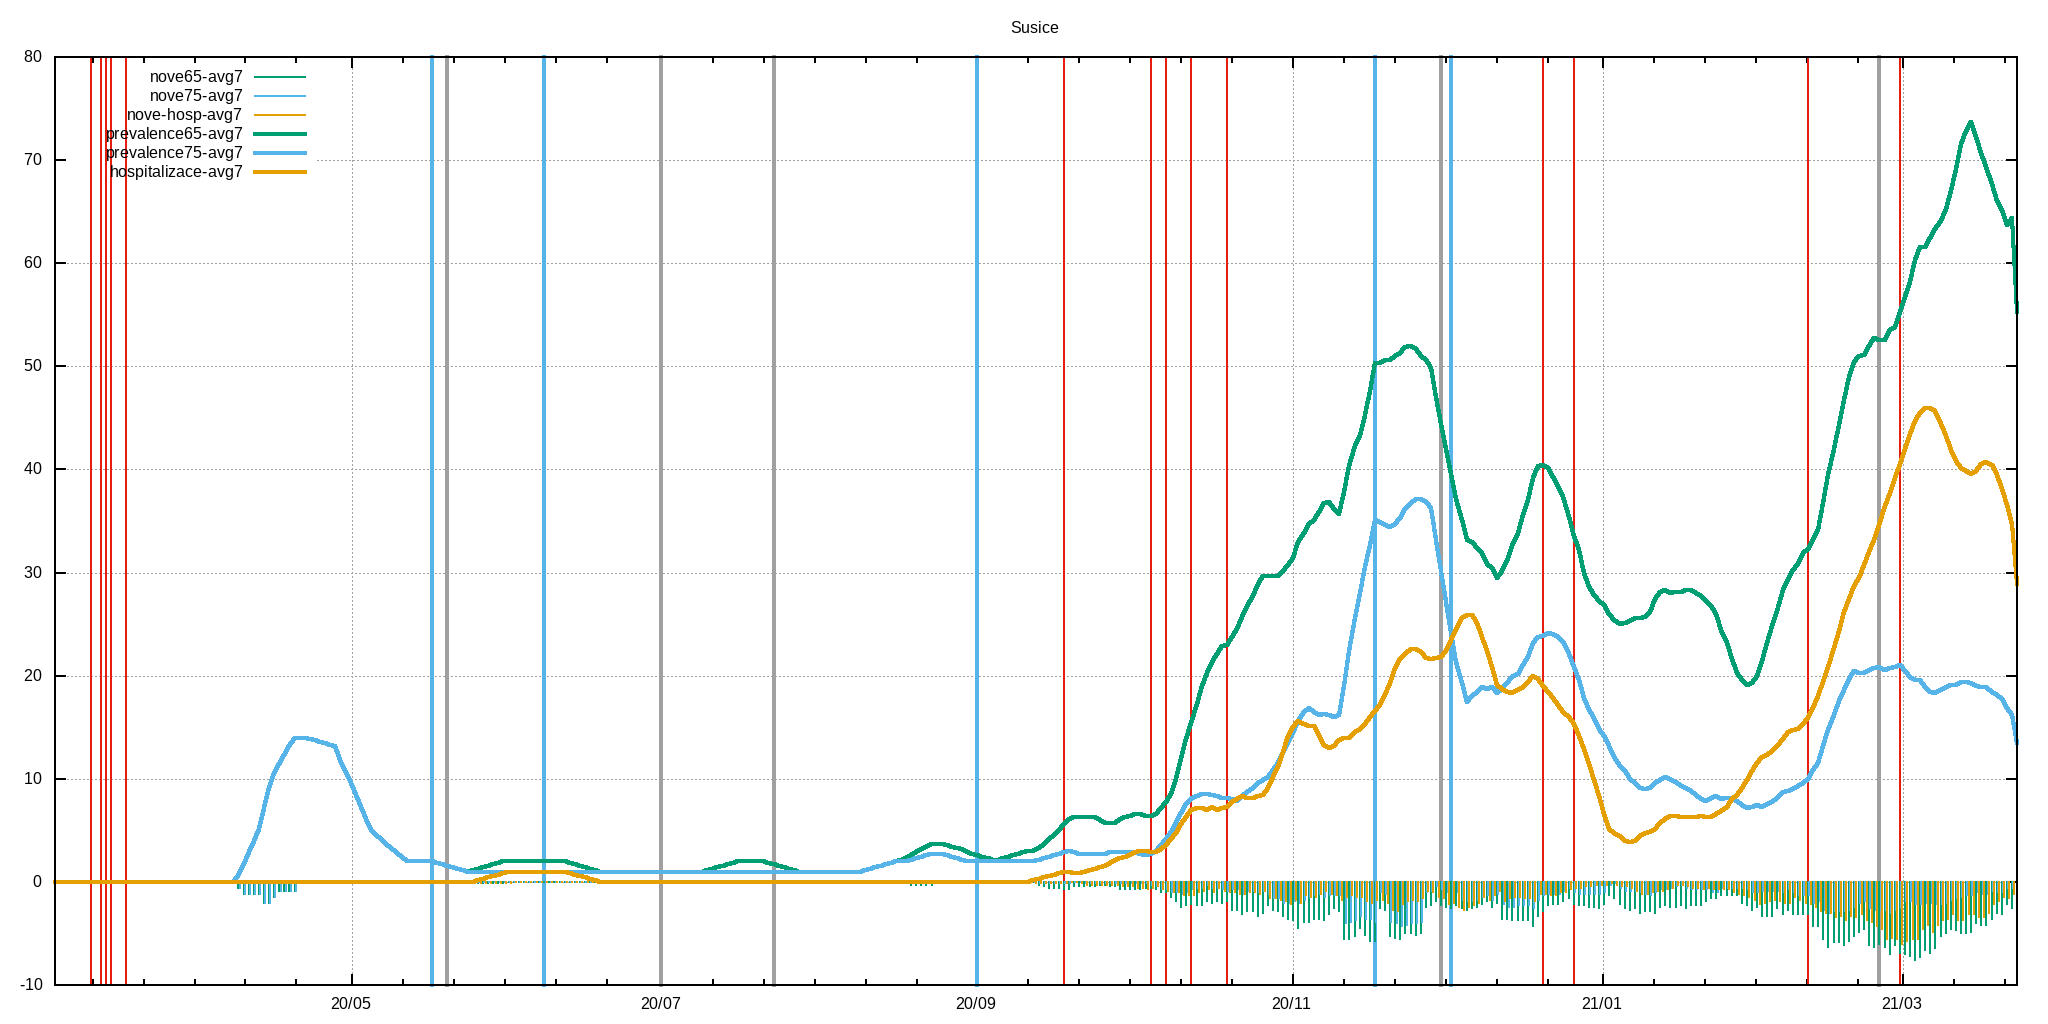 Susice
80
70
60
50
40
30
20
10
0
-10
nove65-avg7
nove75-avg7
nove-hosp-avg7
prevalence65-avg7
prevalence75-avg7
hospitalizace-avg7
20/05 20/07 20/09 20/11 21/01 21/03